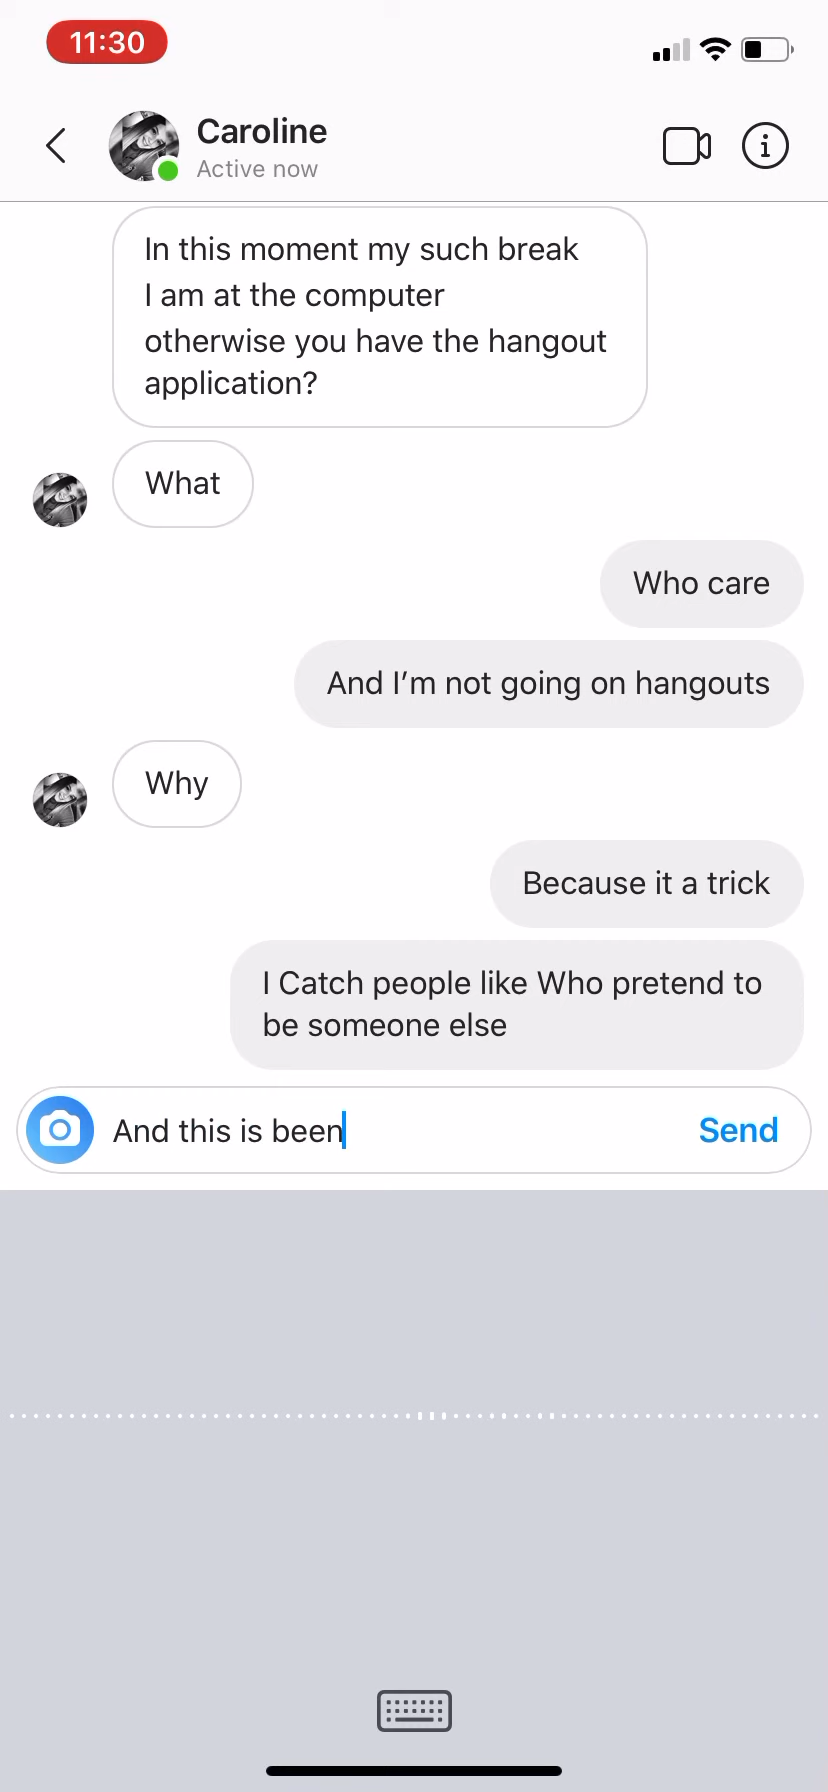 11:30
Caroline
Active now
In this moment my such break
I am at the computer
otherwise you have the hangout
application?
What
Who care
And I’m not going on hangouts
Why
Because it a trick
I Catch people like Who pretend to
be someone else
And this is been
Send